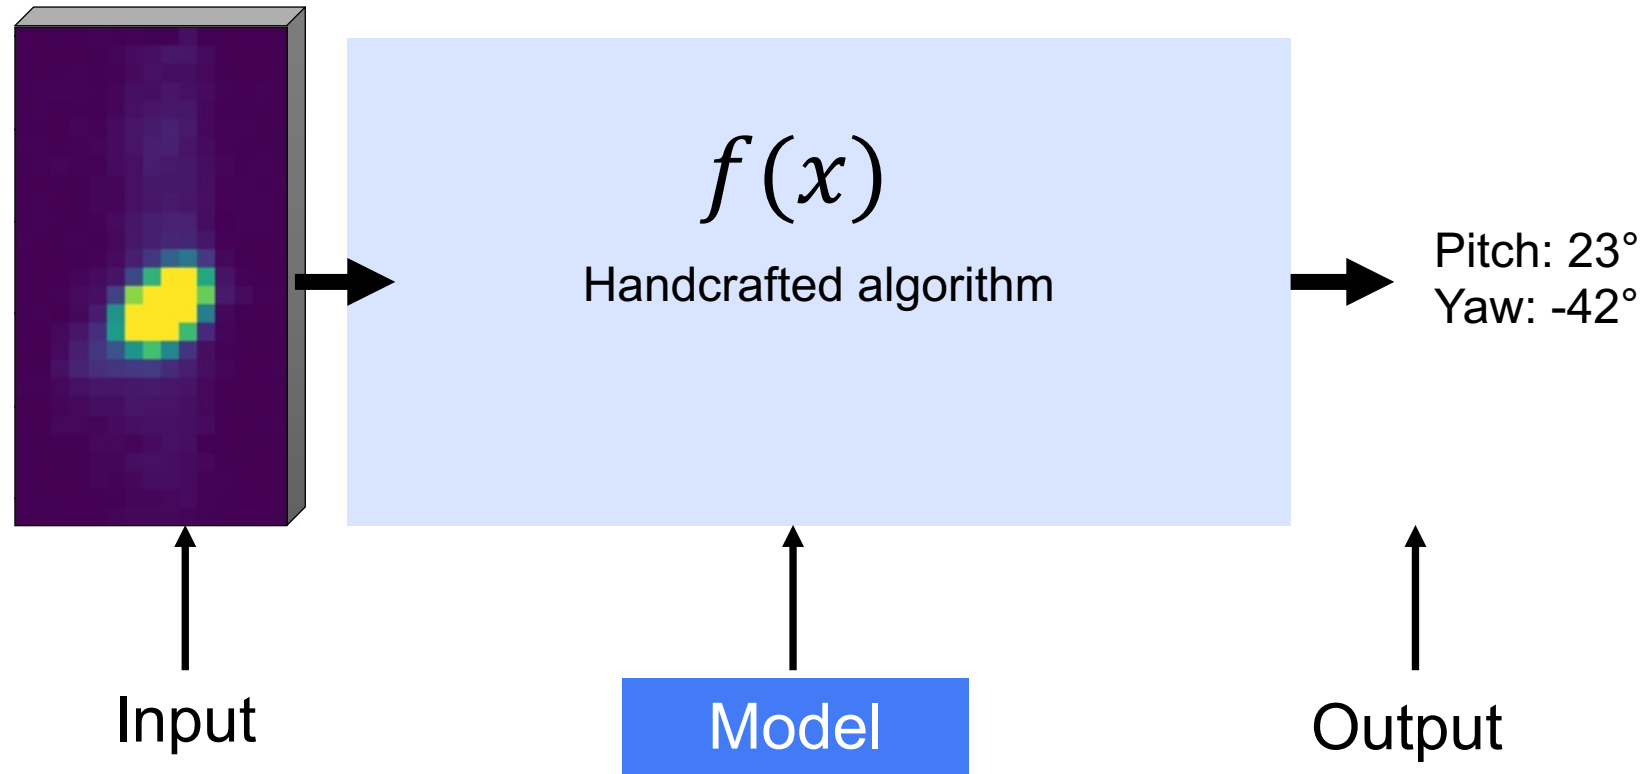 f(x)
Handcrafted algorithm
Pitch: 23°
Yaw: -42°
Input
Model
Output